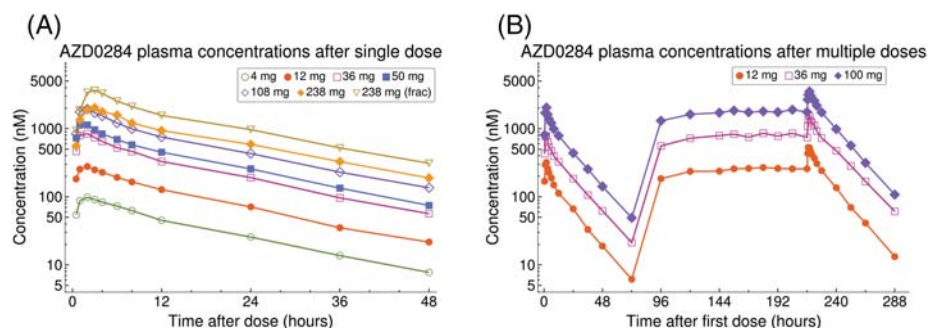 (A)
AZD0284 plasma concentrations after single dose
4 mg 12 mg 36 mg 50 mg
108 mg 238 mg 238 mg (frac)
Concentration (nM)
5000
1000
500
100
50
10
5
0 12 24 36 48
Time after dose (hours)
(B)
AZD0284 plasma concentrations after multiple doses
12 mg 36 mg 100 mg
Concentration (nM)
5000
1000
500
100
50
10
5
0 48 96 144 192 240 288
Time after first dose (hours)